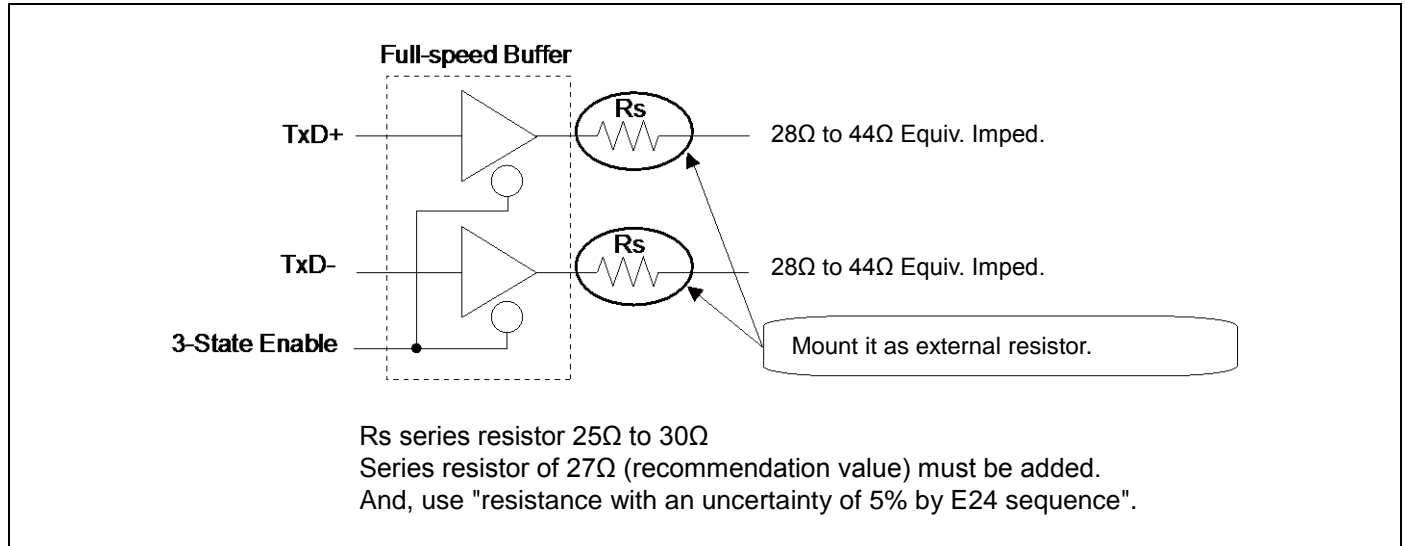 Full-speed Buffer
TxD+
Rs
28Ω to 44Ω Equiv. Imped.
TxD-
Rs
28Ω to 44Ω Equiv. Imped.
3-State Enable
Mount it as external resistor.
Rs series resistor 25Ω to 30Ω
Series resistor of 27Ω (recommendation value) must be added.
And, use "resistance with an uncertainty of 5% by E24 sequence".